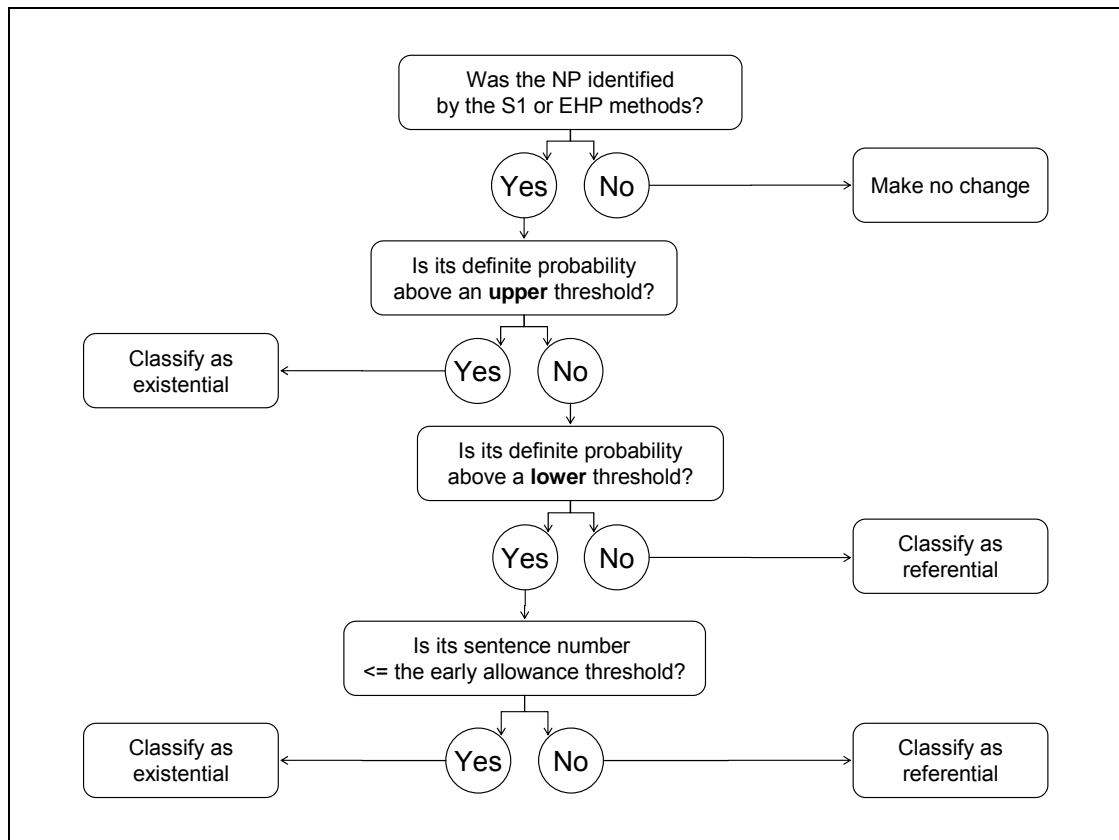 Was the NP identified
by the S1 or EHP methods?
Yes
No
Make no change
Is its definite probability
above an upper threshold?
Classify as
existential
Yes
No
Is its definite probability
above a lower threshold?
Yes
No
Classify as
referential
Is its sentence number
<= the early allowance threshold?
Classify as
existential
Yes
No
Classify as
referential